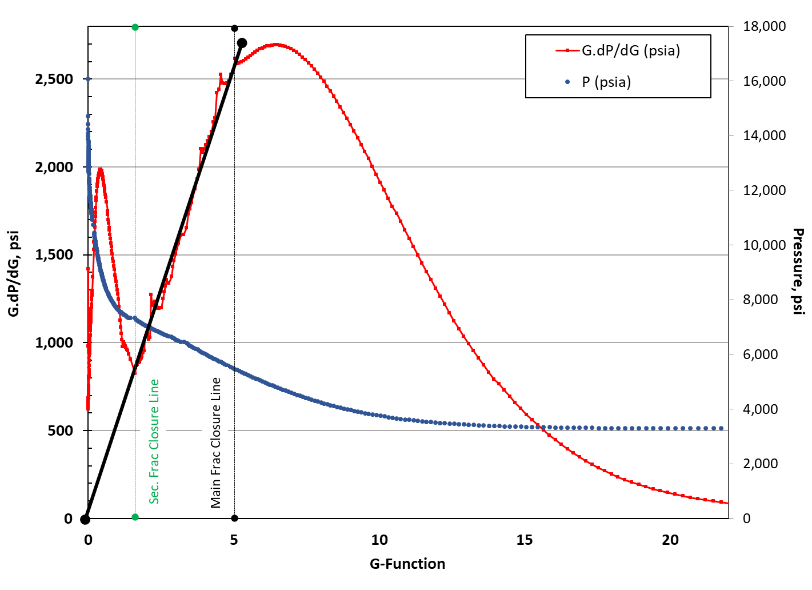 G.dP/dG (psia)
P (psia)
18,000
16,000
14,000
12,000
10,000
8,000
6,000
4,000
2,000
0
Pressure, psi
2,500
2,000
1,500
1,000
500
0
G.dP/dG, psi
Sec. Frac Closure Line
Main Frac Closure Line
0 5 10 15 20
G-Function